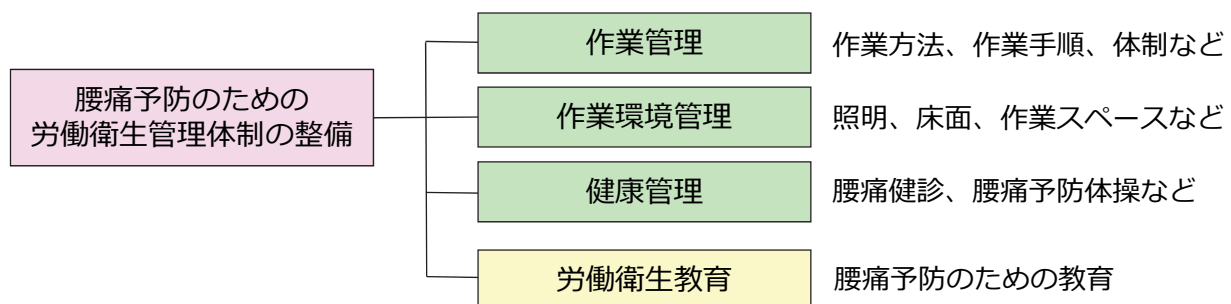 腰痛予防のための
労働衛生管理体制の整備
作業管理
作業方法、作業手順、体制など
作業環境管理
照明、床面、作業スペースなど
健康管理
腰痛健診、腰痛予防体操など
労働衛生教育
腰痛予防のための教育